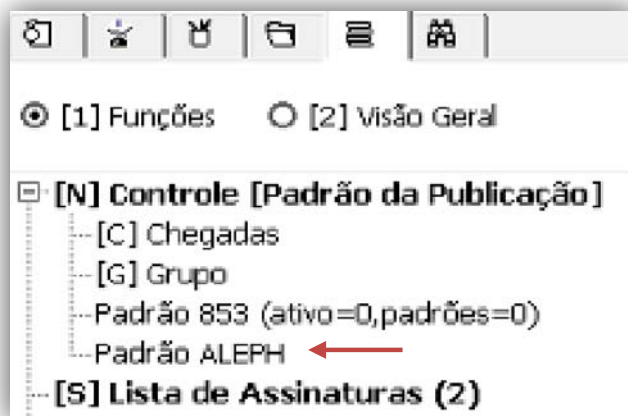 [1] Funções [2] Visão Geral
[N] Controle [Padrão da Publicação]
[C] Chegadas
[G] Grupo
Padrão 853 (ativo=0,padrões=0)
Padrão ALEPH
[S] Lista de Assinaturas (2)